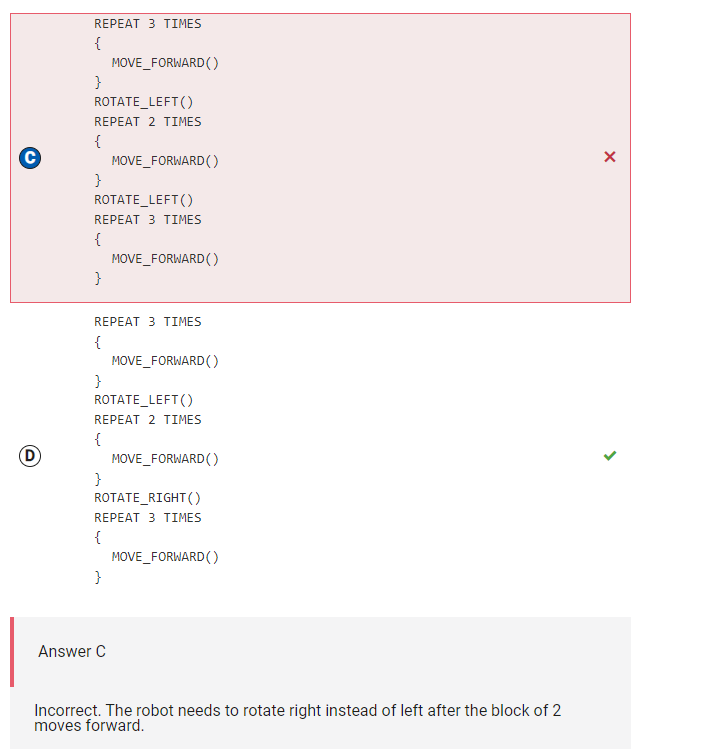 REPEAT 3 TIMES
{
MOVE_FORWARD()
}
ROTATE_LEFT()
REPEAT 2 TIMES
{
C
MOVE_FORWARD()
}
ROTATE_LEFT()
REPEAT 3 TIMES
{
MOVE_FORWARD()
}
REPEAT 3 TIMES
{
MOVE_FORWARD()
}
ROTATE_LEFT()
REPEAT 2 TIMES
{
D
MOVE_FORWARD()
}
ROTATE_RIGHT()
REPEAT 3 TIMES
{
MOVE_FORWARD()
}
Answer C
Incorrect. The robot needs to rotate right instead of left after the block of 2
moves forward.